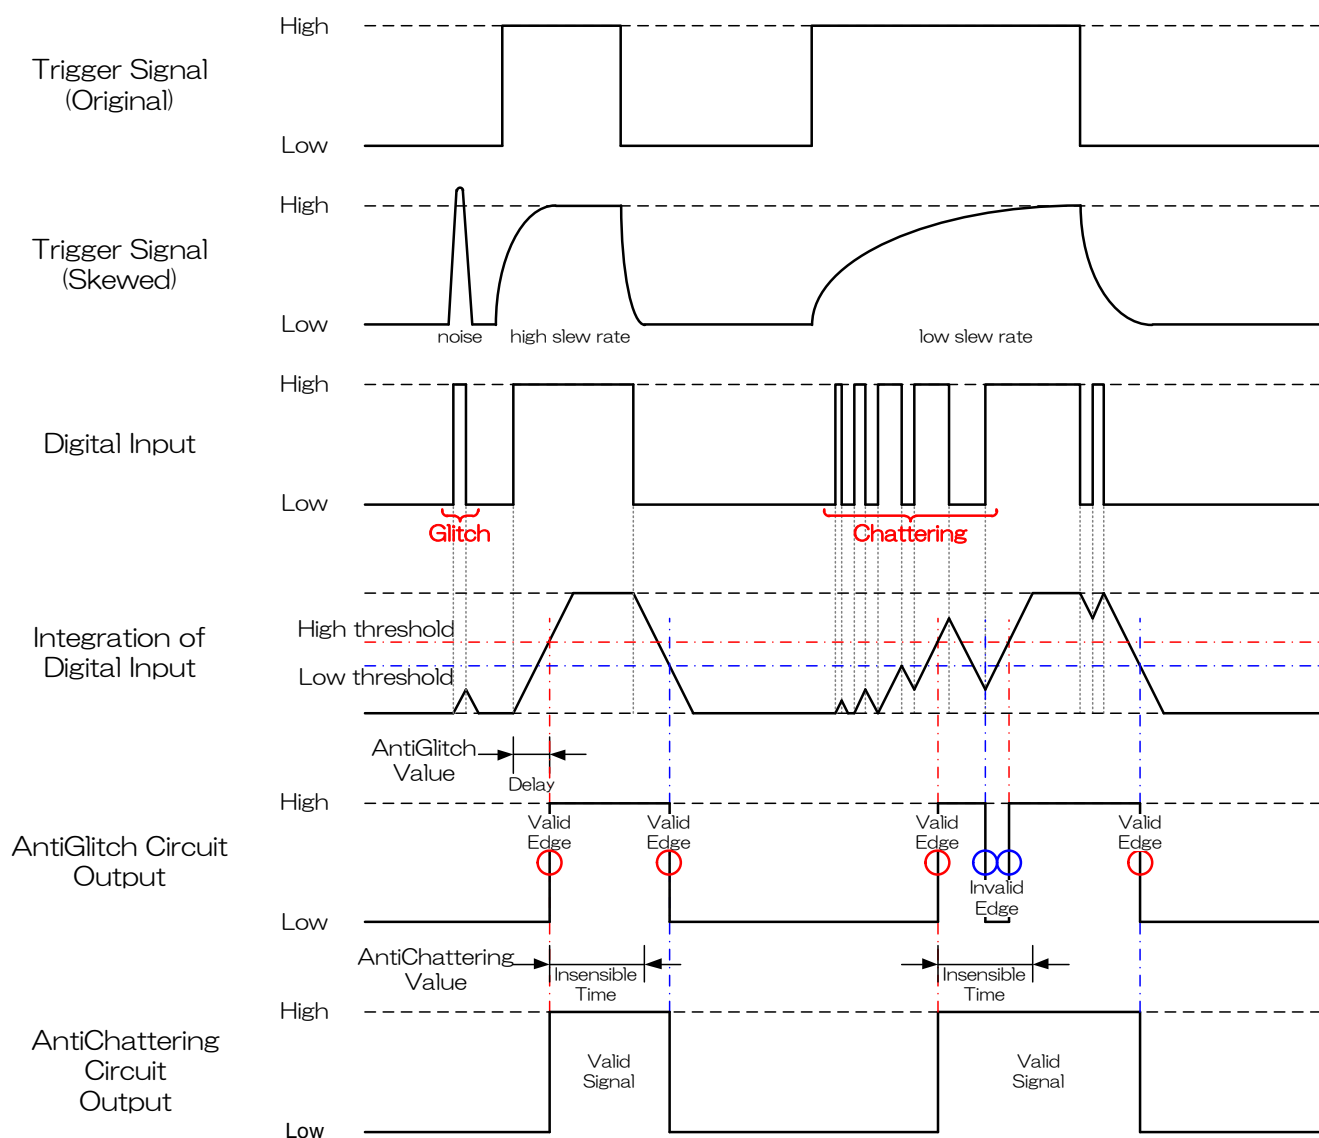 High
Trigger Signal
(Original)
Low
High
Trigger Signal
(Skewed)
Low
noise
high slew rate
low slew rate
High
Digital Input
Low
Glitch
Chattering
High threshold
Integration of
Digital Input
Low threshold
AntiGlitch
Value
Delay
High
Valid
Edge
Valid
Edge
Valid
Edge
Valid
Edge
AntiGlitch Circuit
Output
Invalid
Edge
Low
AntiChattering
Value
Insensible
Time
Insensible
Time
High
AntiChattering
Circuit
Output
Valid
Signal
Valid
Signal
Low